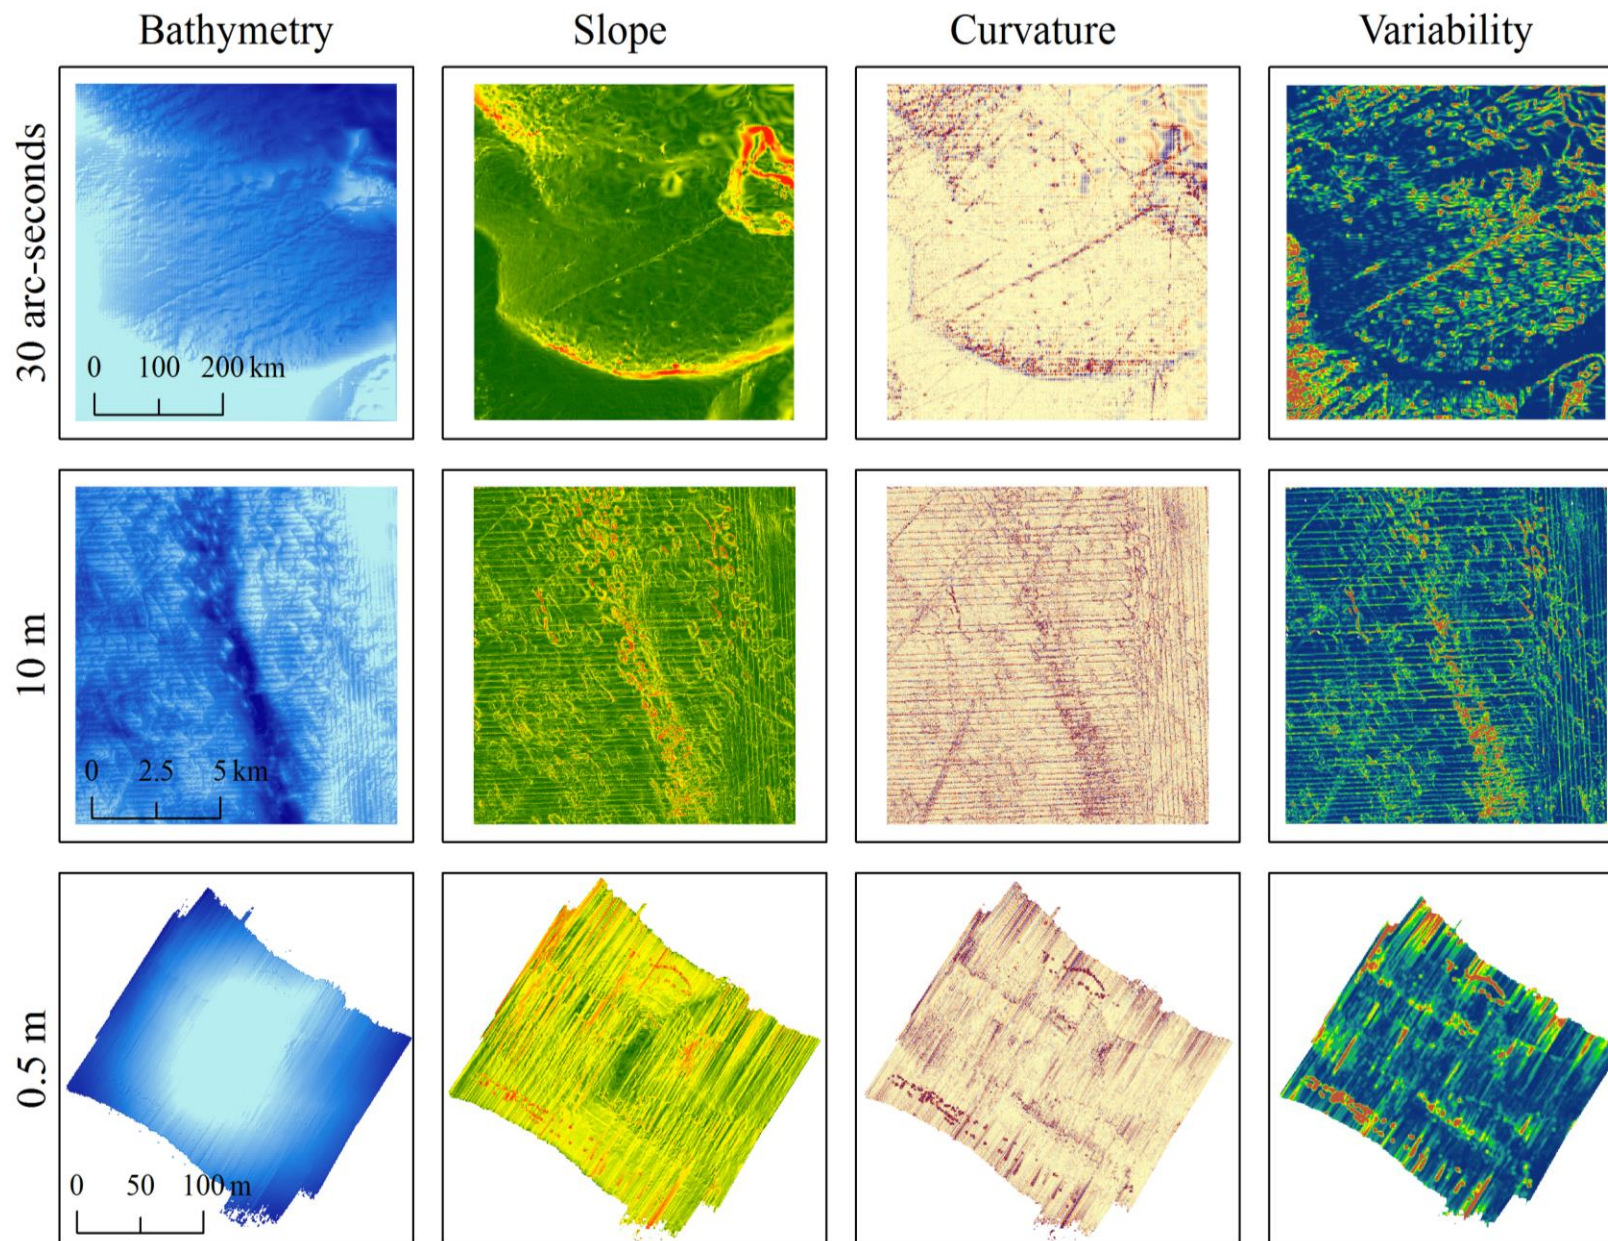 Bathymetry Slope Curvature Variability
30 arc-seconds
0 100 200 km
10 m
0 2.5 5 km
0.5 m
0 50 100 m